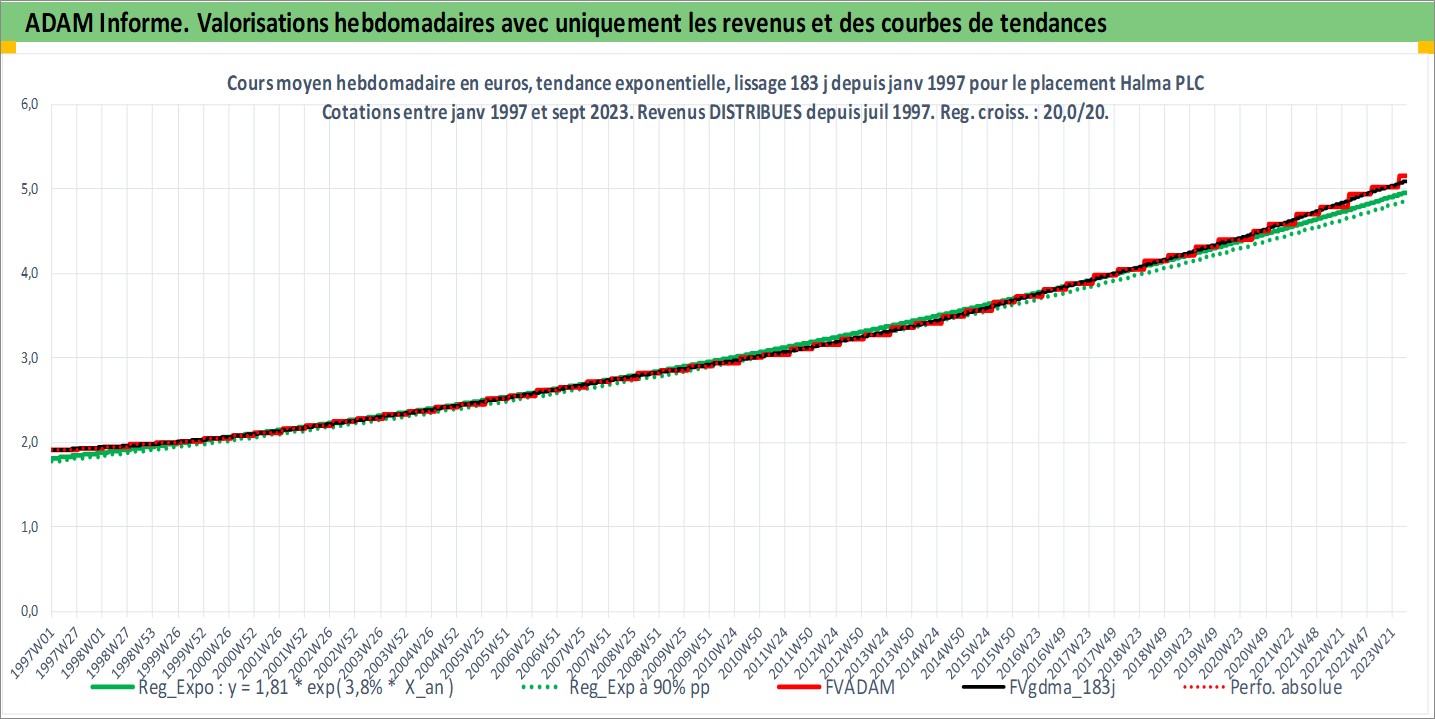 ADAM Informe. Valorisations hebdomadaires avec uniquement les revenus et des courbes de tendances
Cours moyen hebdomadaire en euros, tendance exponentielle, lissage 183 j depuis janv 1997 pour le placement Halma PLC
Cotations entre janv 1997 et sept 2023. Revenus DISTRIBUES depuis juil 1997. Reg. croiss. : 20,0/20.
6,0
5,0
4,0
3,0
2,0
1,0
0,0
1997W01 1997W27 1998W01 1998W27 1998W53 1999W26 1999W52 2000W26 2000W52 2001W26 2001W52 2002W26 2002W52 2003W26 2003W52 2004W26 2004W52 2005W25 2005W51 2006W25 2006W51 2007W25 2007W51 2008W25 2008W51 2009W25 2009W51 2010W24 2010W50 2011W24 2011W50 2012W24 2012W50 2013W24 2013W50 2014W24 2014W50 2015W24 2015W50 2016W23 2016W49 2017W23 2017W49 2018W23 2018W49 2019W23 2019W49 2020W23 2020W49 2021W22 2021W48 2022W21 2022W47 2023W21
Reg_Expo : y = 1,81 * exp( 3,8% * X_an ) Reg_Exp à 90% pp FVADAM FVgdma_183j Perfo. absolue